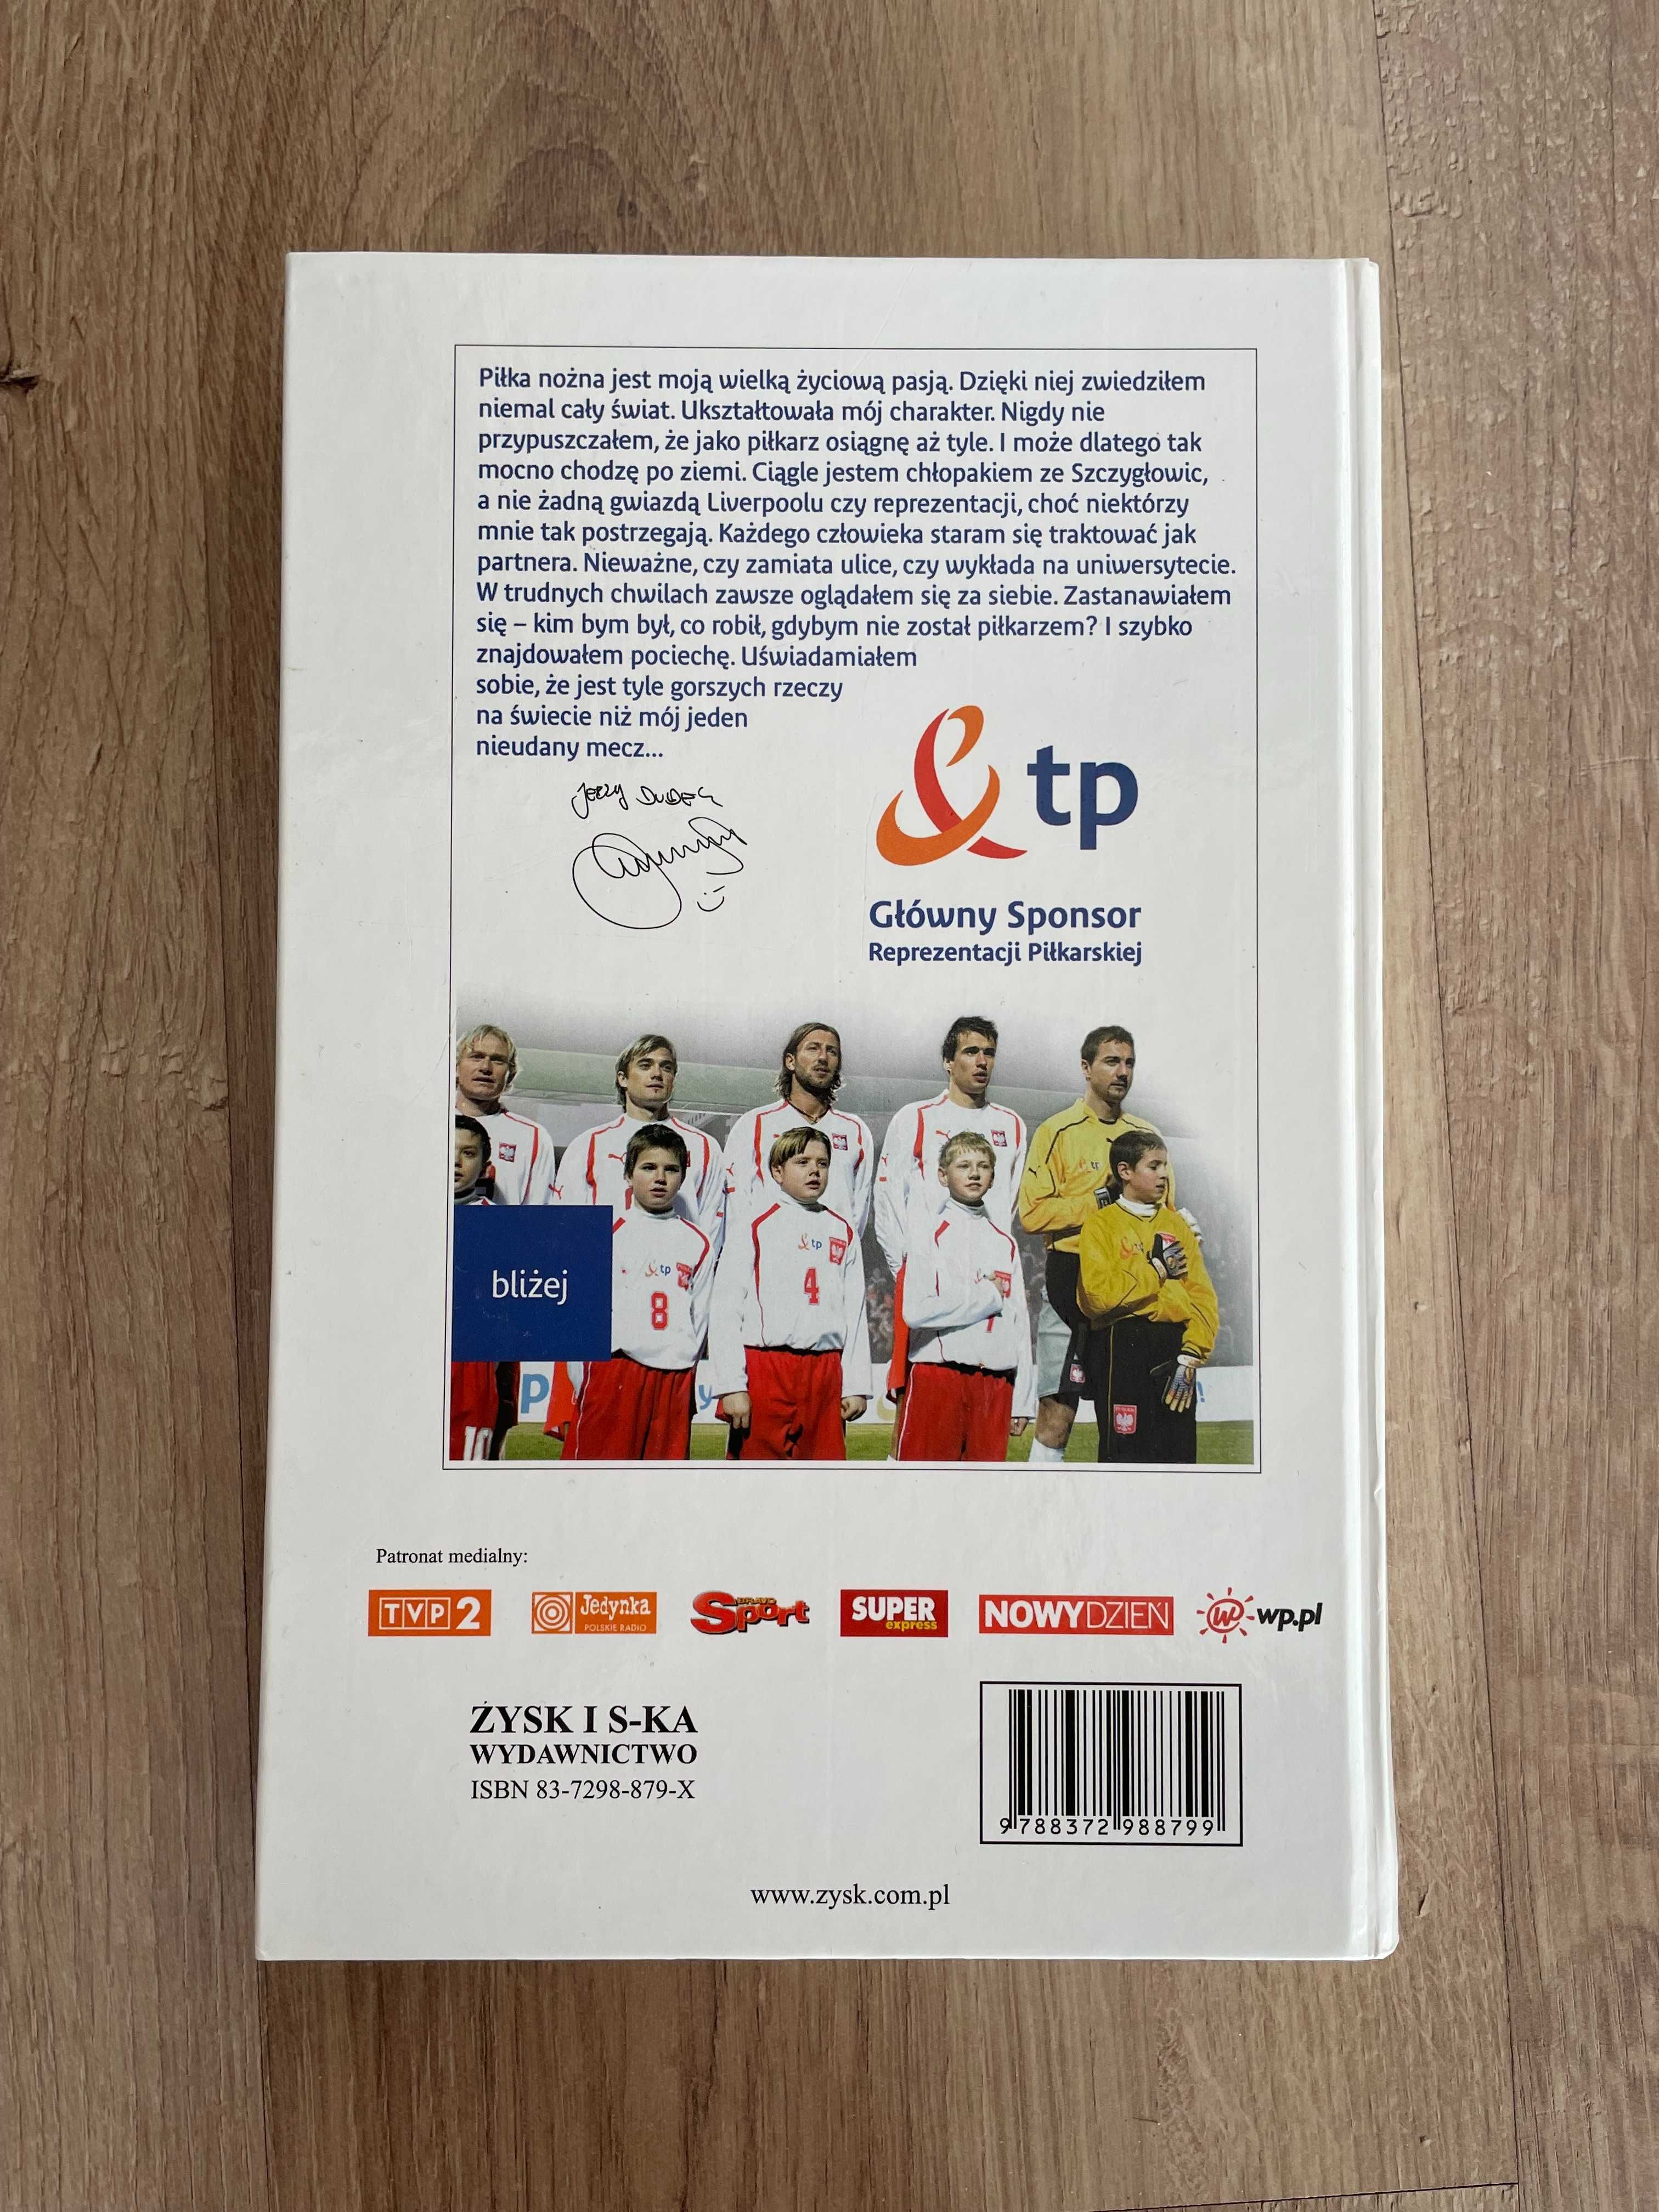 Piłka nożna jest moją wielką życiową pasją. Dzięki niej zwiedziłem
niemal cały świat. Ukształtowała mój charakter. Nigdy nie
przypuszczałem, że jako piłkarz osiągnę aż tyle. I może dlatego tak
mocno chodzę po ziemi. Ciągle jestem chłopakiem ze Szczygłowic,
a nie żadną gwiazdą Liverpoolu czy reprezentacji, choć niektórzy
mnie tak postrzegają. Każdego człowieka staram się traktować jak
partnera. Nieważne, czy zamiata ulice, czy wykłada na uniwersytecie.
W trudnych chwilach zawsze oglądałem się za siebie. Zastanawiałem
się – kim bym był, co robił, gdybym nie został piłkarzem? I szybko
znajdowałem pociechę. Uświadamiałem
sobie, że jest tyle gorszych rzeczy
na świecie niż mój jeden
nieudany mecz...
Jerzy Dudek
tp
Główny Sponsor
Reprezentacji Piłkarskiej
tp
tp
tp
8
4
7
10
bliżej
p
Patronat medialny:
TVP 2
Jedynka
POLSKIE RADIO
BRAVO
Sport
SUPER
express
NOWY DZIEŃ
wp.pl
ZYSK I S-KA
WYDAWNICTWO
ISBN 83-7298-879-X
9 788372 988799
www.zysk.com.pl